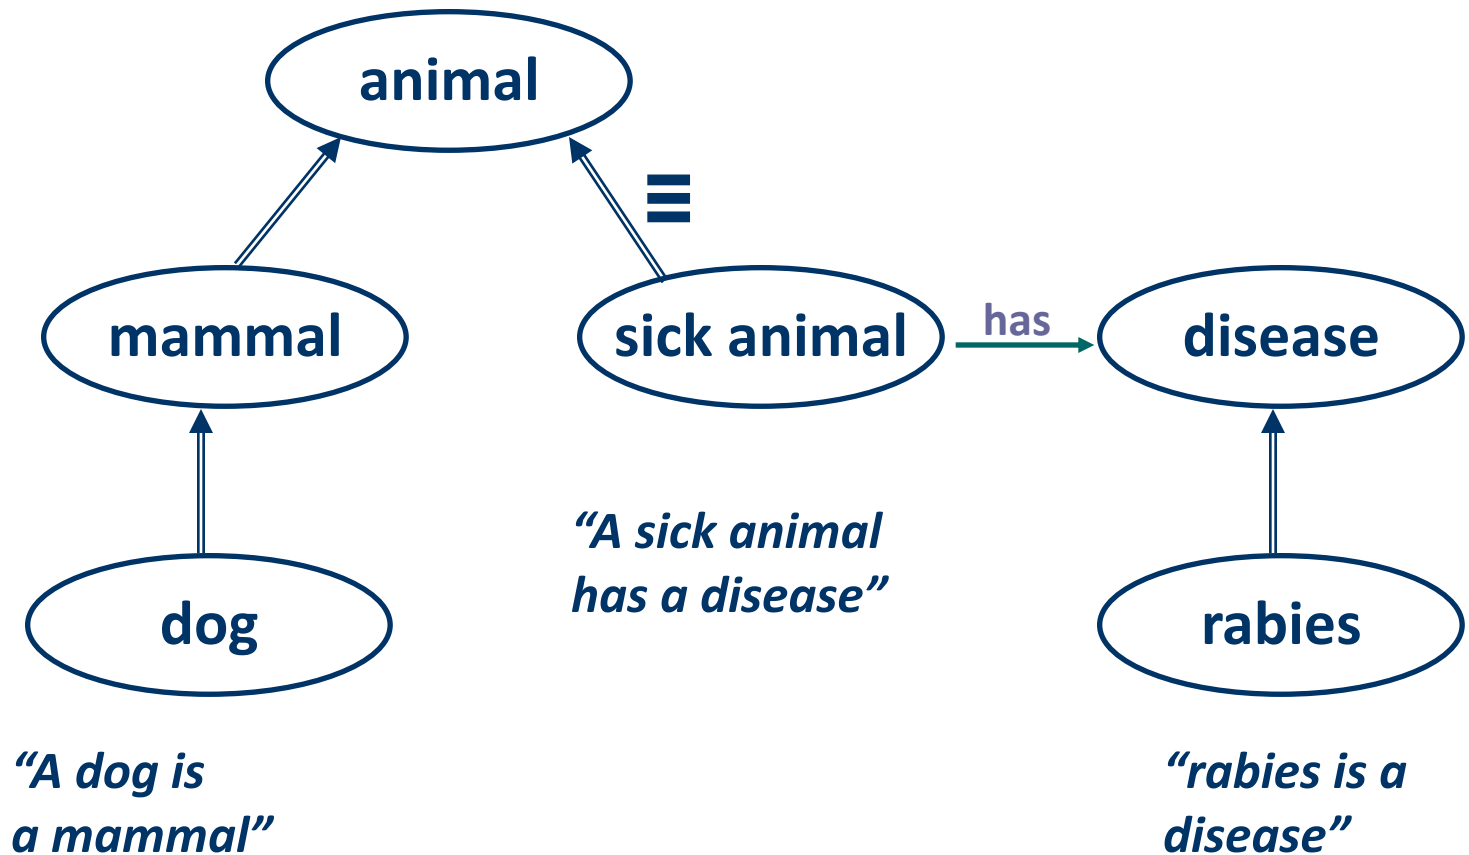 animal
≡
mammal
sick animal
has
disease
“A sick animal
has a disease”
dog
rabies
“A dog is
a mammal”
“rabies is a
disease”